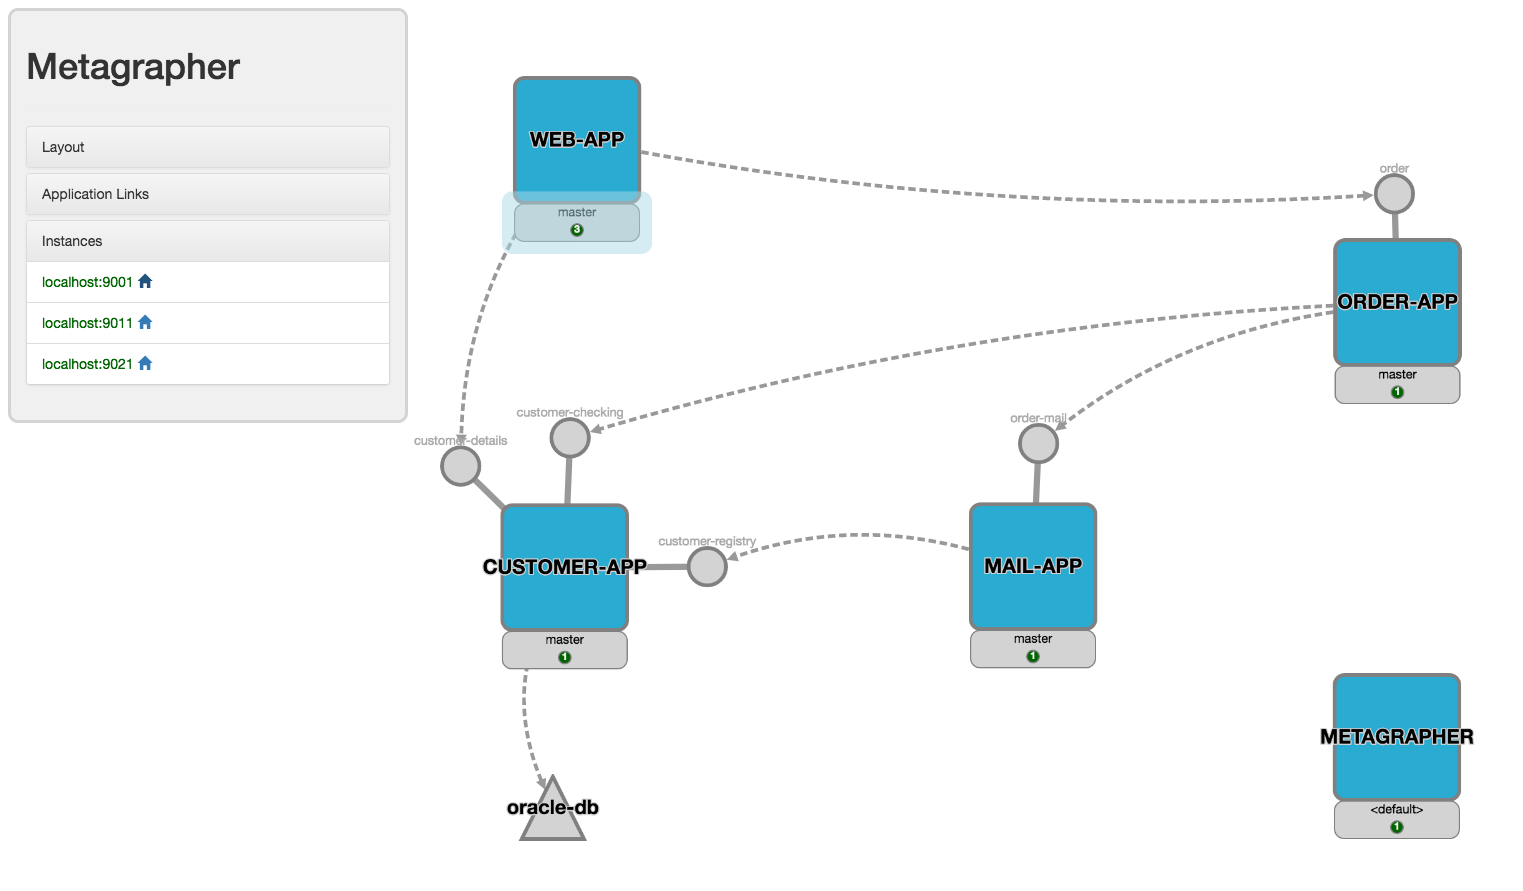 Metagrapher
Layout
Application Links
Instances
localhost:9001
localhost:9011
localhost:9021
WEB-APP
master
3
order
ORDER-APP
master
1
customer-checking
customer-details
order-mail
customer-registry
CUSTOMER-APP
master
1
MAIL-APP
master
1
METAGRAPHER
<default>
1
oracle-db